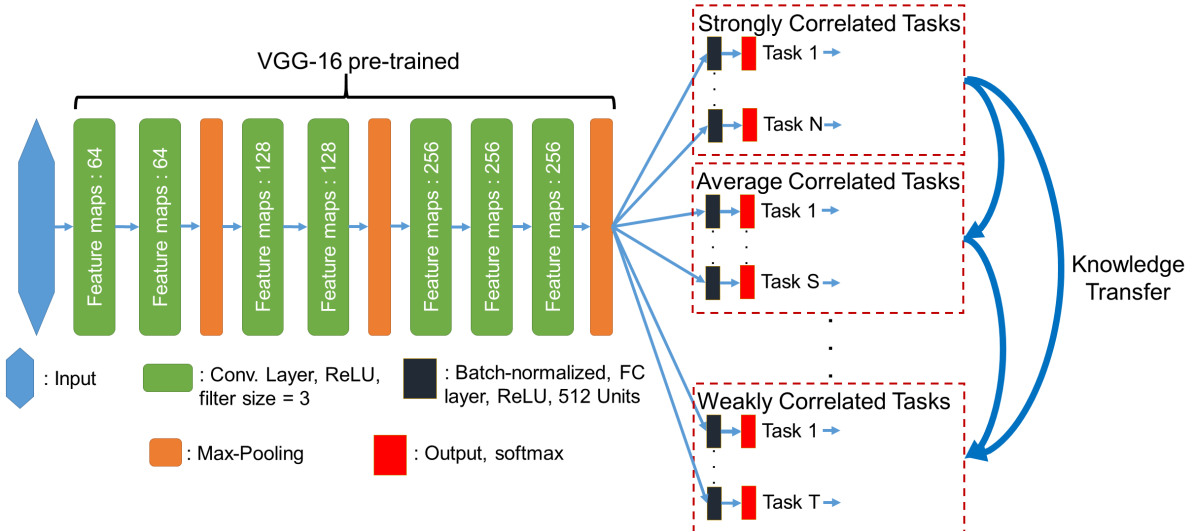 VGG-16 pre-trained
Feature maps : 64
Feature maps : 64
Feature maps : 128
Feature maps : 128
Feature maps : 256
Feature maps : 256
Feature maps : 256
Strongly Correlated Tasks
Task 1
Task N
Average Correlated Tasks
Task 1
Task S
Weakly Correlated Tasks
Task 1
Task T
Knowledge
Transfer
: Input
: Conv. Layer, ReLU,
filter size = 3
: Batch-normalized, FC
layer, ReLU, 512 Units
: Max-Pooling
: Output, softmax